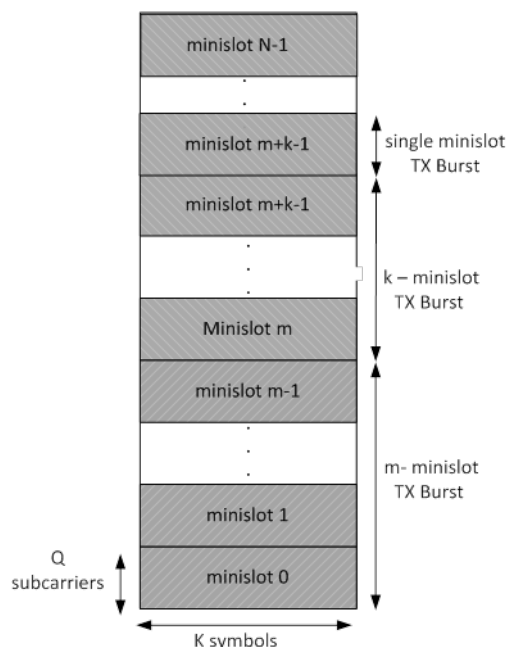 minislot N-1
minislot m+k-1
single minislot
TX Burst
minislot m+k-1
k – minislot
TX Burst
Minislot m
minislot m-1
m- minislot
TX Burst
minislot 1
Q
subcarriers
minislot 0
K symbols